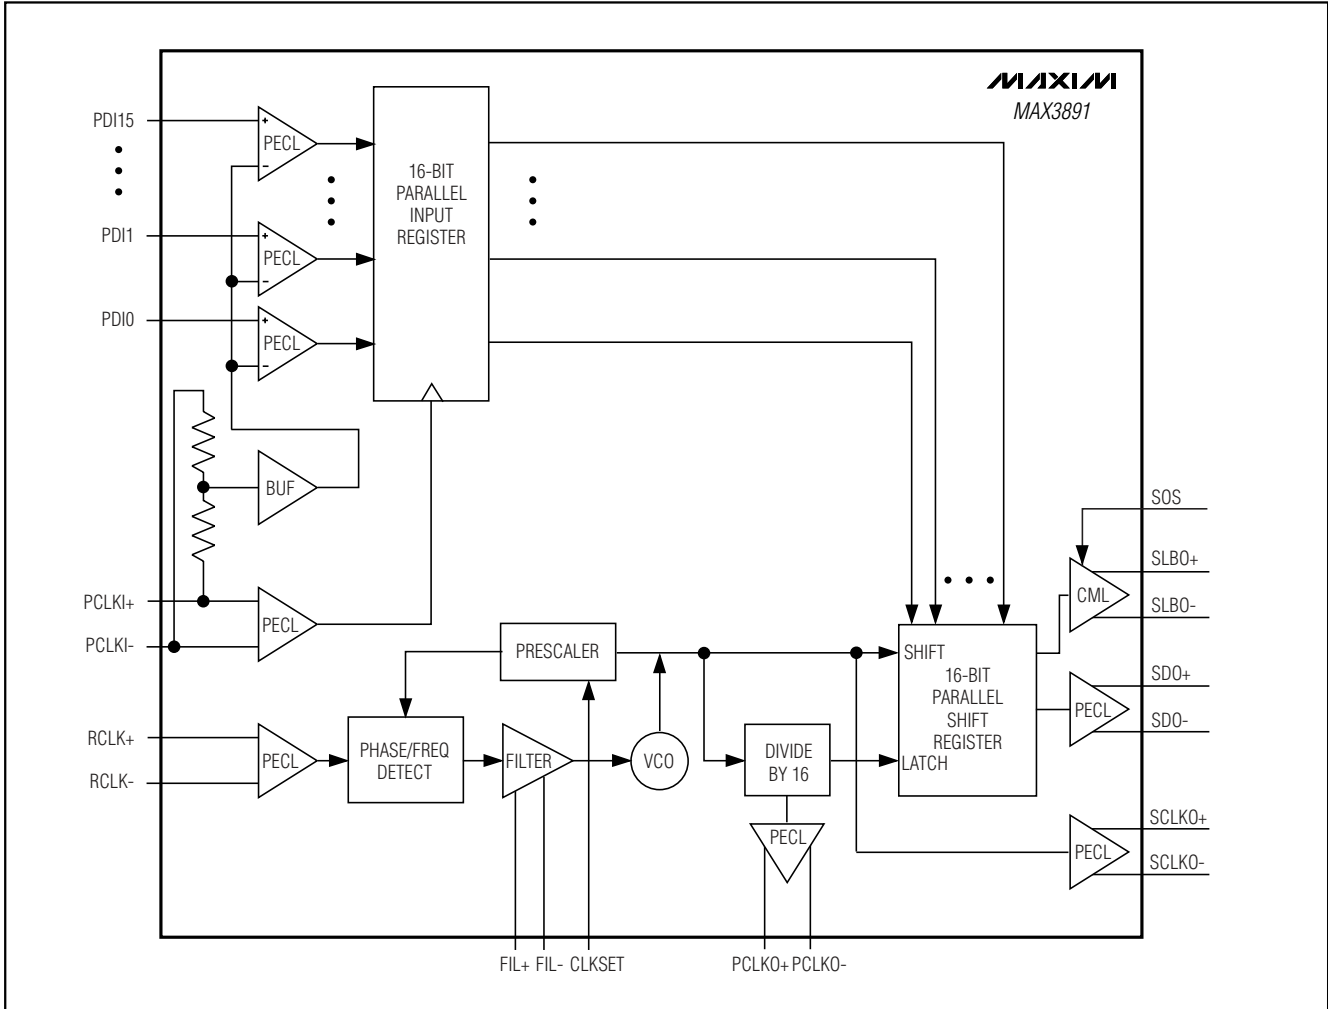 MAXIM
MAX3891
PDI15
+
PECL
-
16-BIT
PARALLEL
INPUT
REGISTER
PDI1
+
PECL
-
PDI0
+
PECL
-
BUF
PCLKI+
PCLKI-
PECL
SOS
SLBO+
SLBO-
CML
PRESCALER
SHIFT
16-BIT
PARALLEL
SHIFT
REGISTER
LATCH
SDO+
SDO-
PECL
RCLK+
RCLK-
PECL
PHASE/FREQ
DETECT
FILTER
VCO
DIVIDE
BY 16
PECL
SCLKO+
SCLKO-
PECL
FIL+ FIL- CLKSET
PCLKO+ PCLKO-